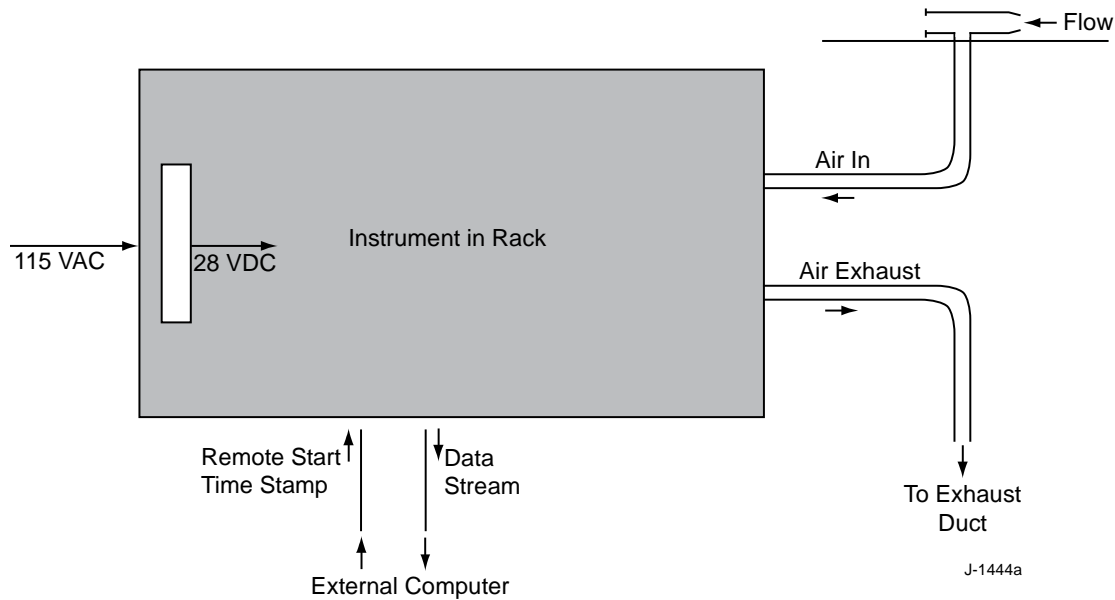 Flow
Air In
Instrument in Rack
115 VAC
28 VDC
Air Exhaust
Remote Start
Time Stamp
Data
Stream
To Exhaust
Duct
External Computer
J-1444a